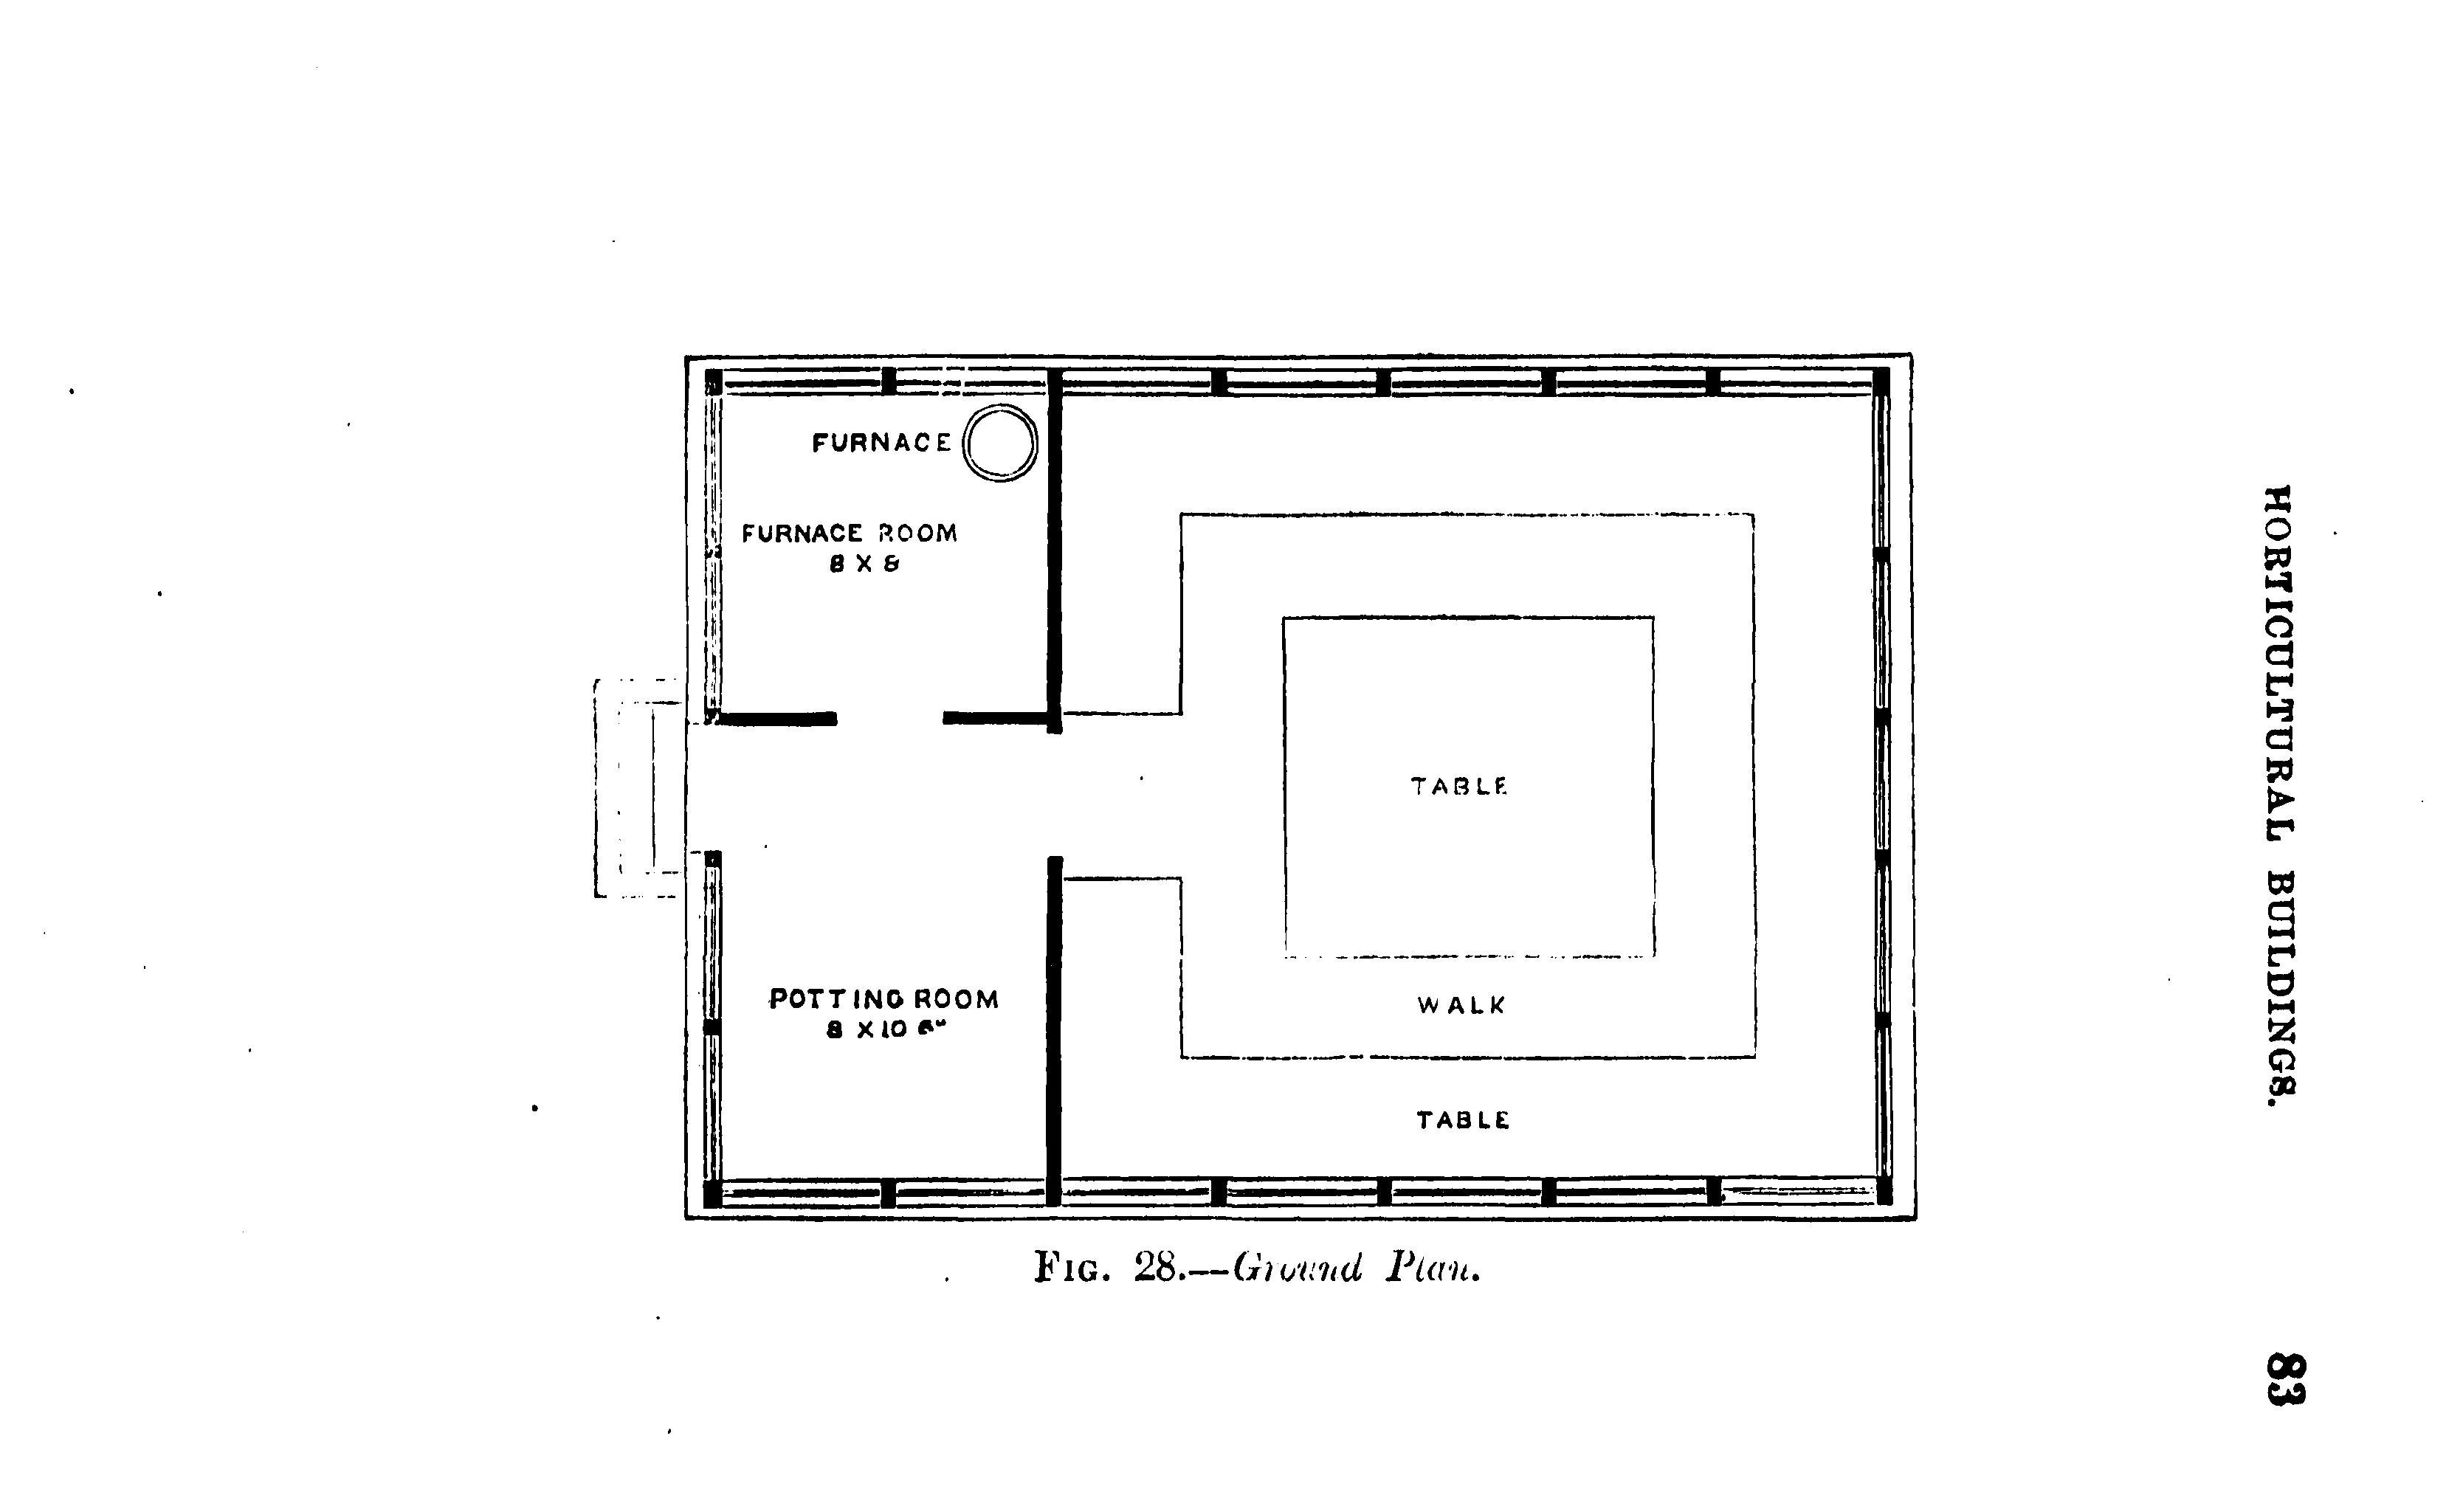 HORTICULTURAL BUILDINGS. 83
FURNACE
FURNACE ROOM
8 X 8
TABLE
POTTING ROOM
8 X 10 6"
WALK
TABLE
FIG. 28.—Ground Plan.